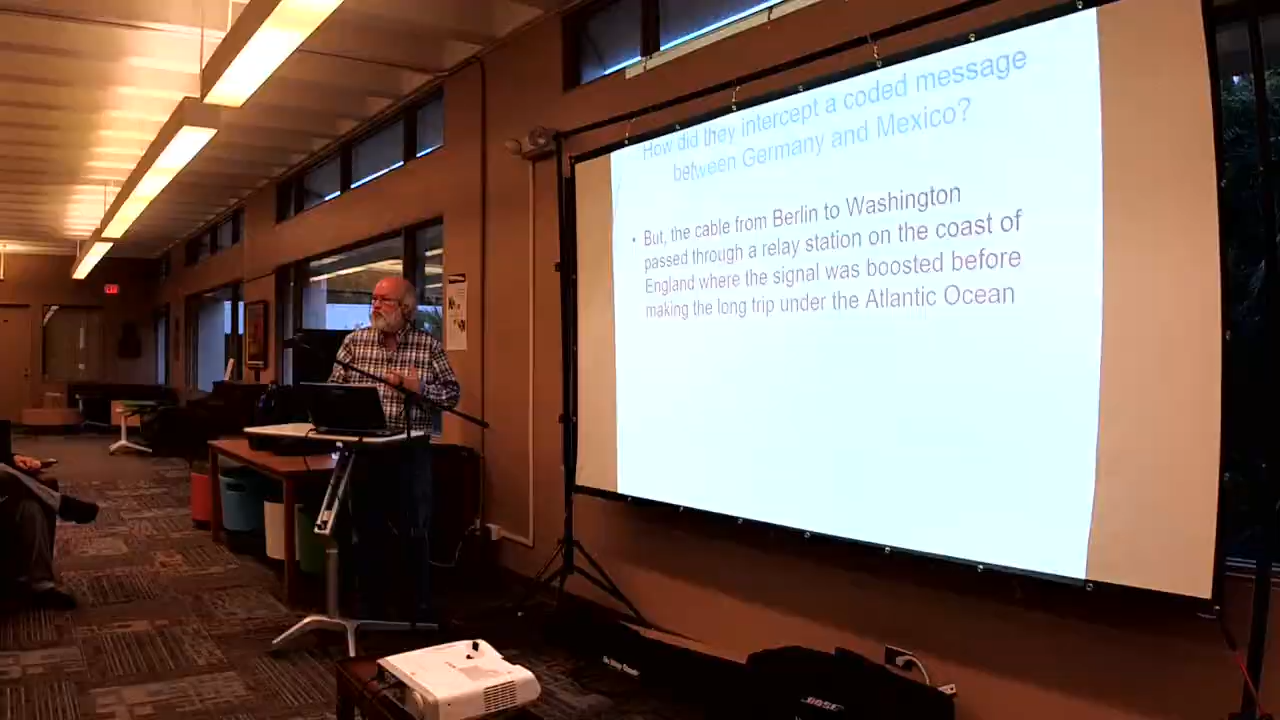 How did they intercept a coded message
between Germany and Mexico?
• But, the cable from Berlin to Washington
passed through a relay station on the coast of
England where the signal was boosted before
making the long trip under the Atlantic Ocean
BOSE